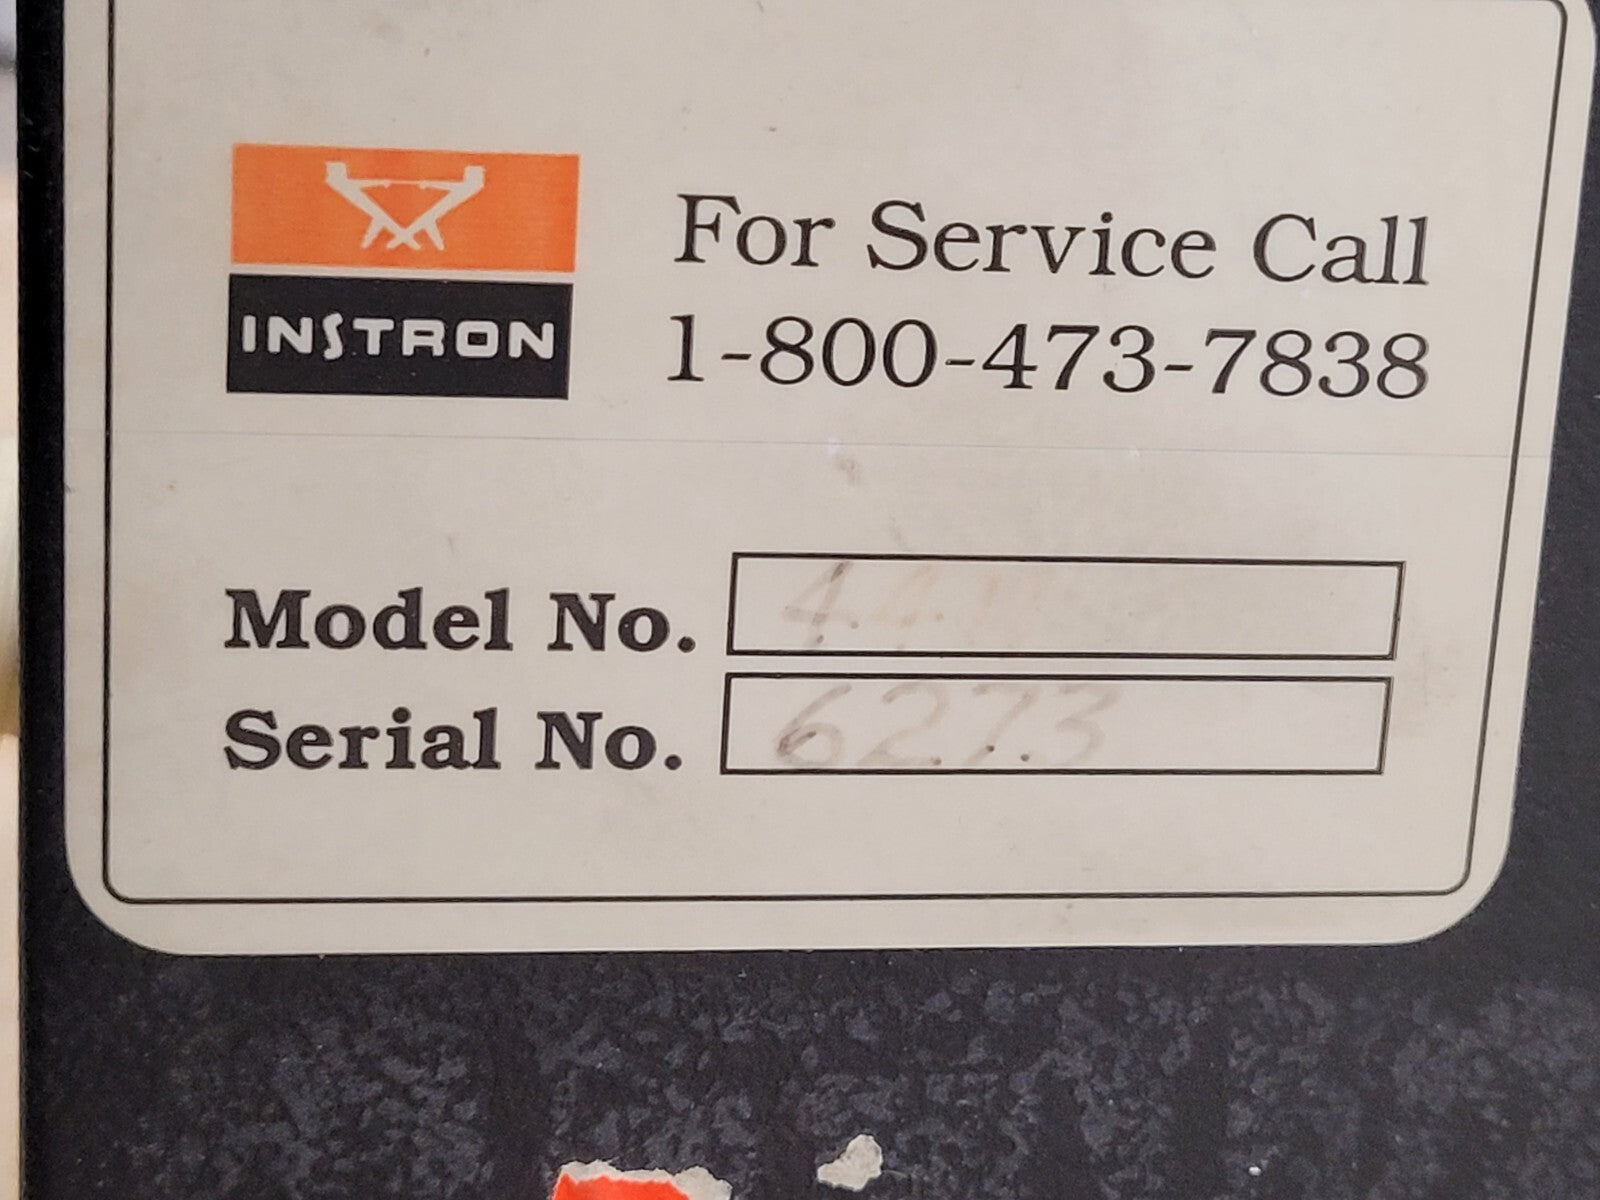 INSTRON
For Service Call
1-800-473-7838
Model No.
Serial No. 6273